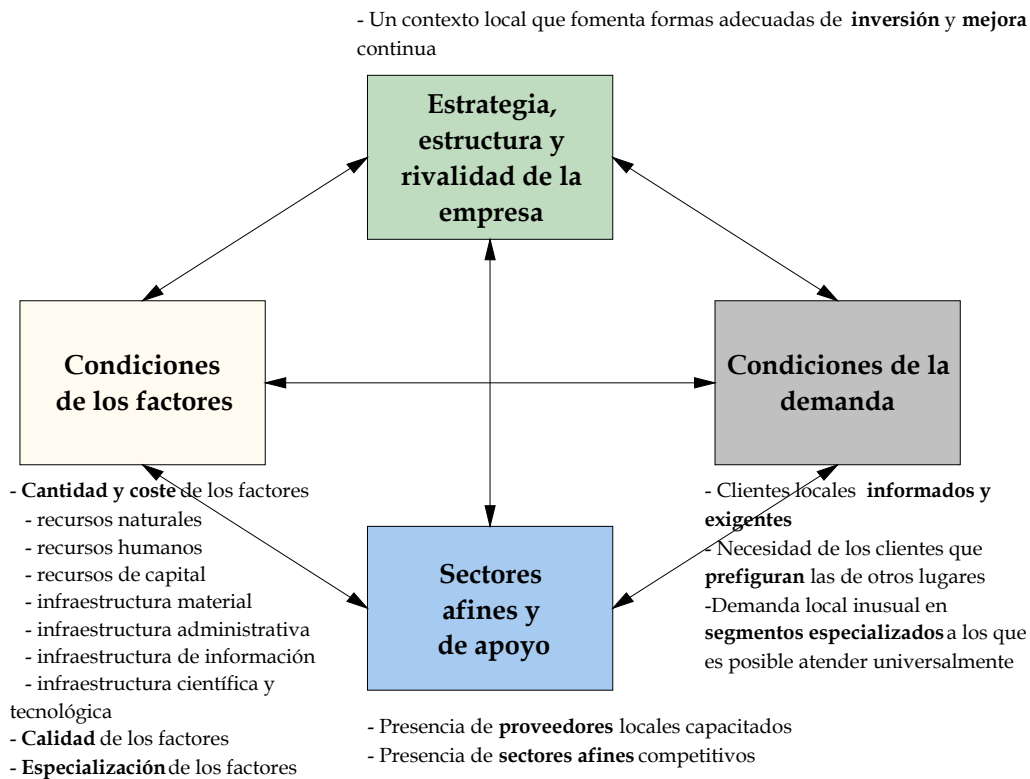 - Un contexto local que fomenta formas adecuadas de inversión y mejora
continua
Estrategia,
estructura y
rivalidad de la
empresa
Condiciones
de los factores
Condiciones de la
demanda
- Cantidad y coste de los factores
- recursos naturales
- recursos humanos
- recursos de capital
- infraestructura material
- infraestructura administrativa
- infraestructura de información
- infraestructura científica y
tecnológica
- Calidad de los factores
- Especialización de los factores
Sectores
afines y
de apoyo
- Clientes locales informados y
exigentes
- Necesidad de los clientes que
prefiguran las de otros lugares
-Demanda local inusual en
segmentos especializados a los que
es posible atender universalmente
- Presencia de proveedores locales capacitados
- Presencia de sectores afines competitivos